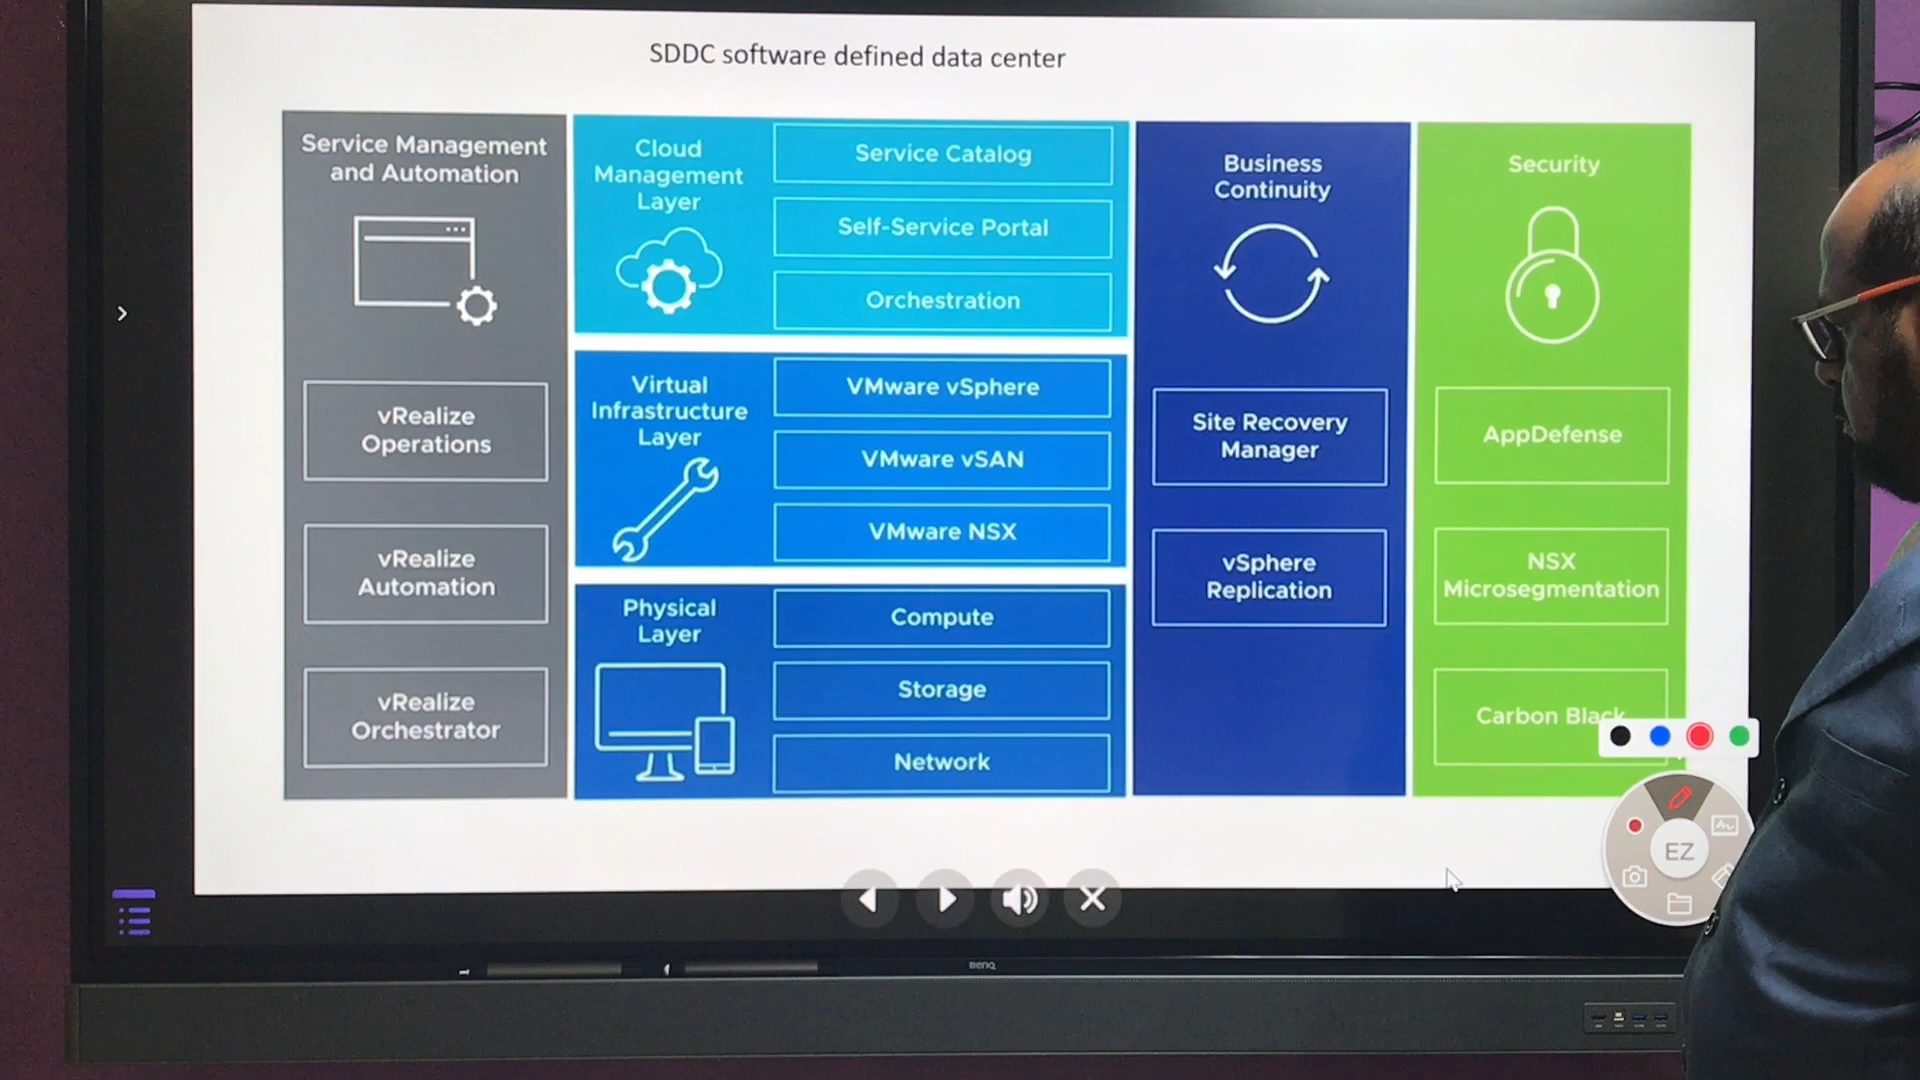 SDDC software defined data center
Service Management
and Automation
vRealize
Operations
vRealize
Automation
vRealize
Orchestrator
Cloud
Management
Layer
Service Catalog
Self-Service Portal
Orchestration
Virtual
Infrastructure
Layer
VMware vSphere
VMware vSAN
VMware NSX
Physical
Layer
Compute
Storage
Network
Business
Continuity
Site Recovery
Manager
vSphere
Replication
Security
AppDefense
NSX
Microsegmentation
Carbon Black
EZ
BenQ